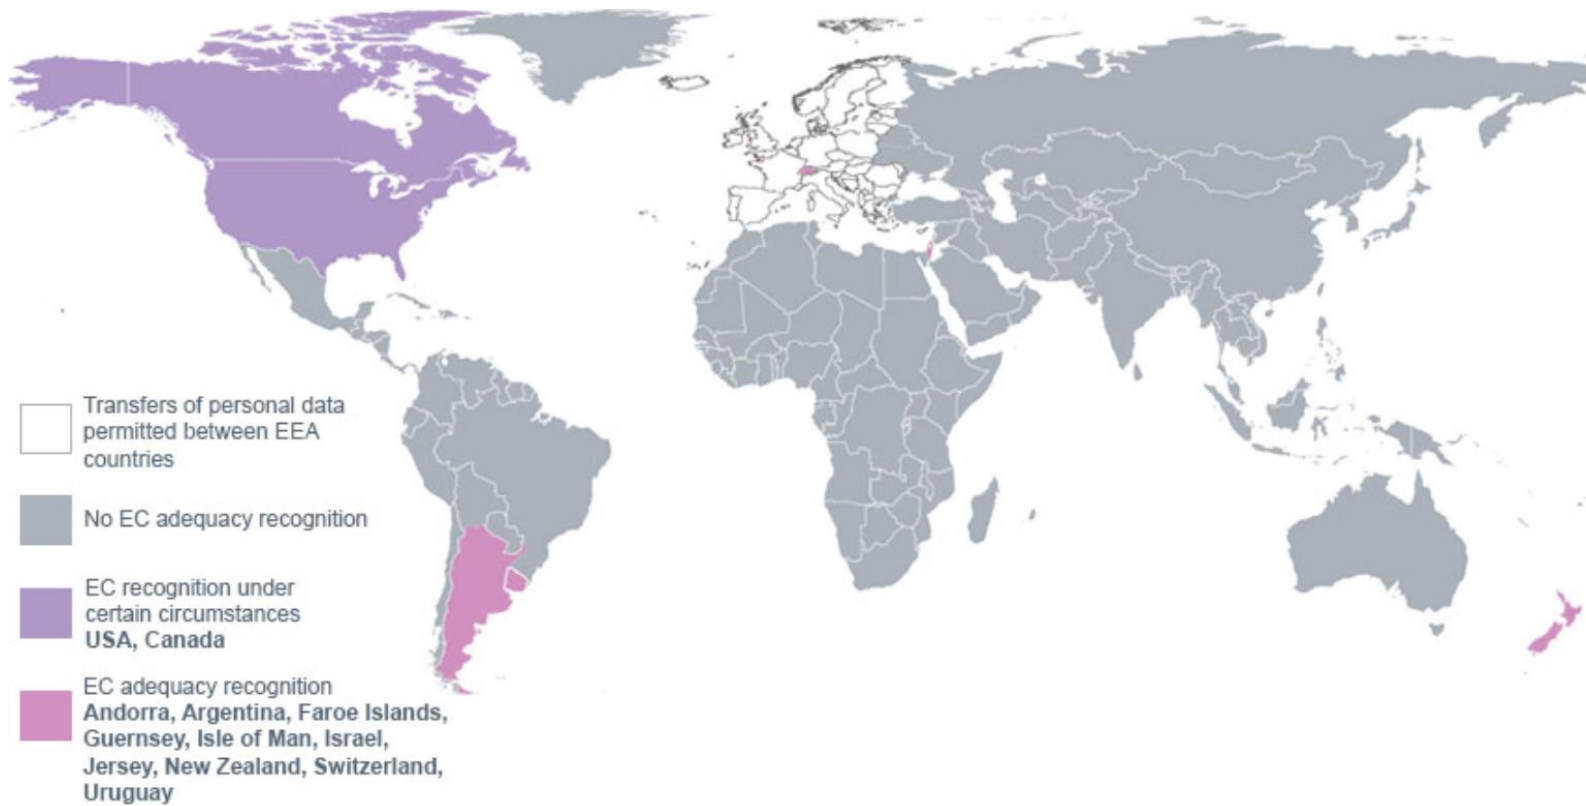 Transfers of personal data
permitted between EEA
countries
No EC adequacy recognition
EC recognition under
certain circumstances
USA, Canada
EC adequacy recognition
Andorra, Argentina, Faroe Islands,
Guernsey, Isle of Man, Israel,
Jersey, New Zealand, Switzerland,
Uruguay